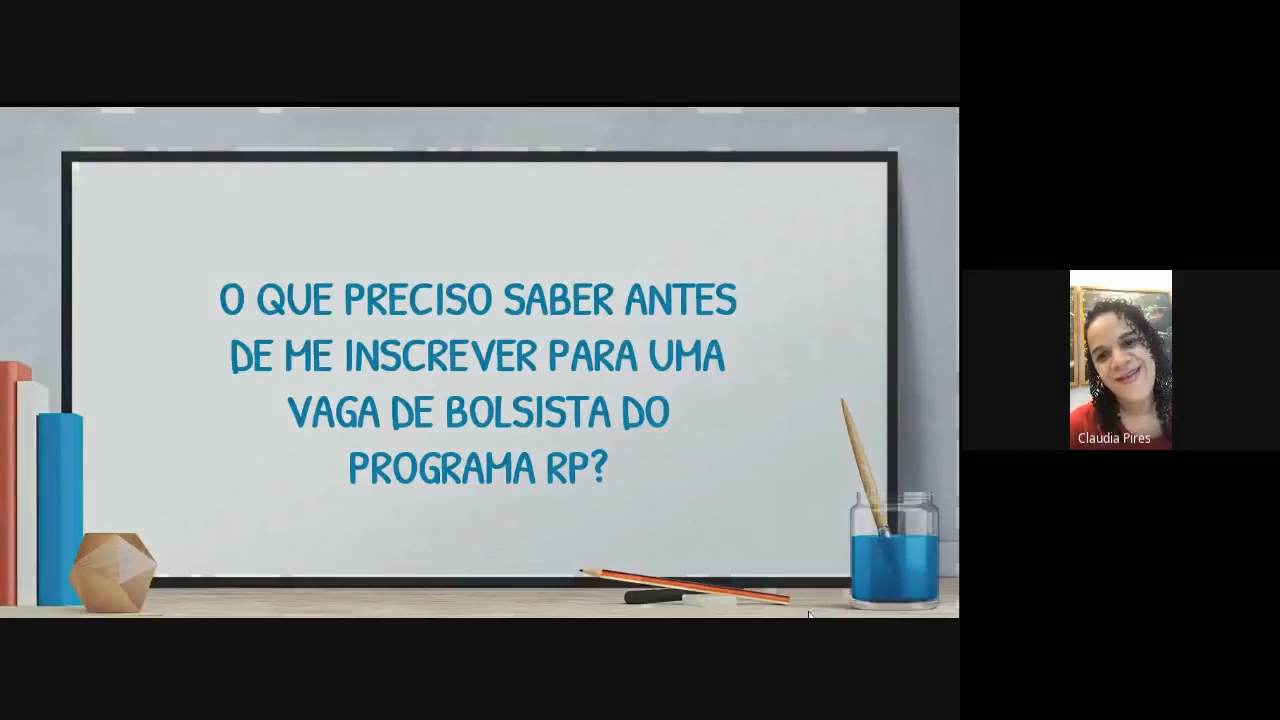 O QUE PRECISO SABER ANTES
DE ME INSCREVER PARA UMA
VAGA DE BOLSISTA DO
PROGRAMA RP?
Claudia Pires